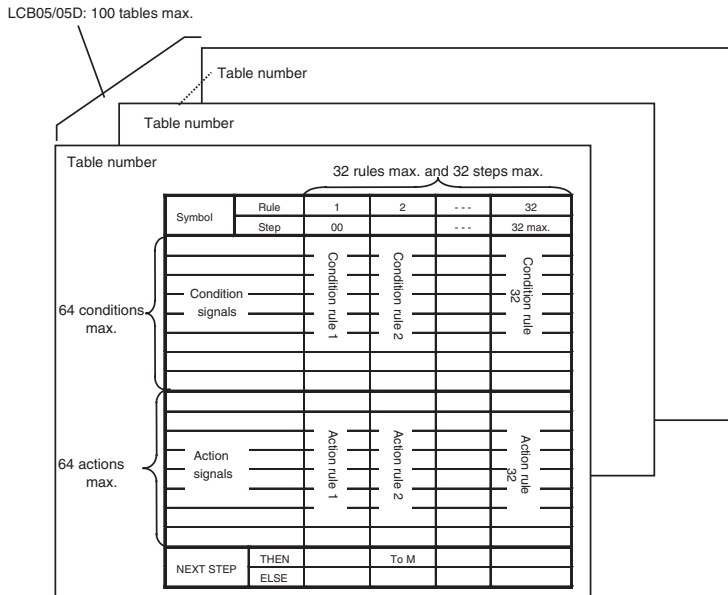 LCB05/05D: 100 tables max.
Table number
Table number
Table number
32 rules max. and 32 steps max.
Symbol Rule 1 2 - - - 32
Step 00 - - - 32 max.
64 conditions max.
Condition signals
Condition rule 1
Condition rule 2
Condition rule 32
64 actions max.
Action signals
Action rule 1
Action rule 2
Action rule 32
NEXT STEP THEN To M
ELSE